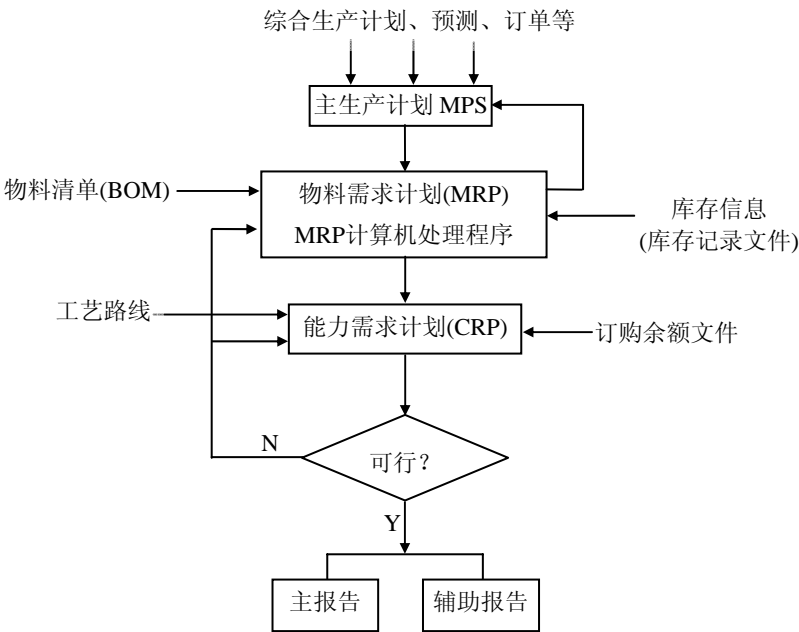 综合生产计划、预测、订单等
主生产计划 MPS
物料清单(BOM)
物料需求计划(MRP)
MRP计算机处理程序
库存信息
(库存记录文件)
工艺路线
能力需求计划(CRP)
订购余额文件
N
可行？
Y
主报告
辅助报告